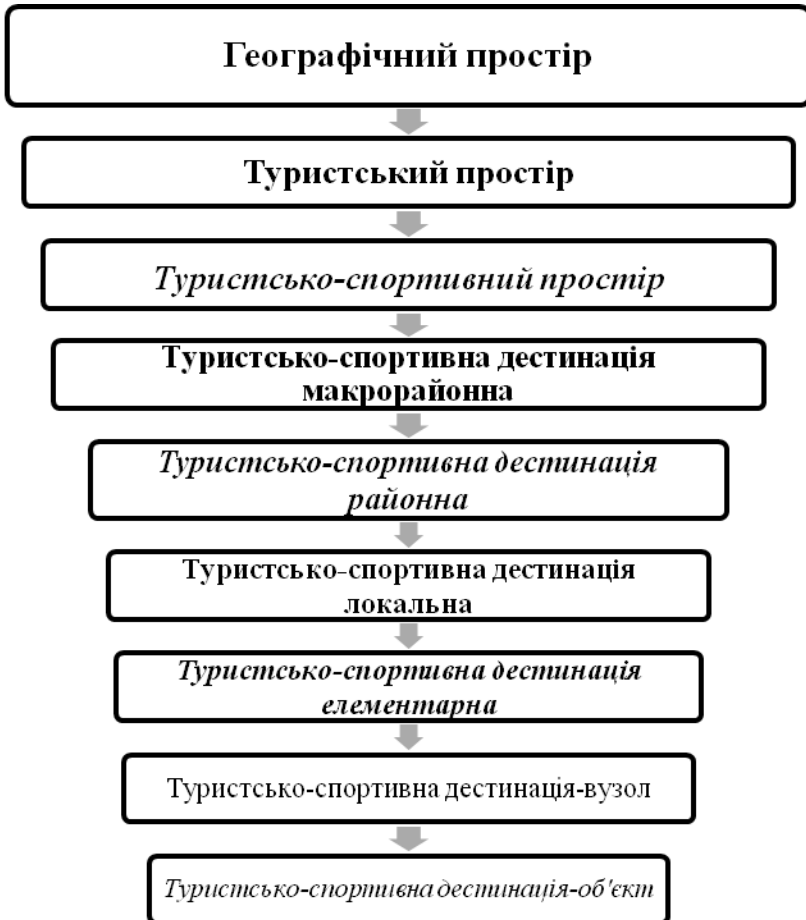 Географічний простір
Туристський простір
Туристсько-спортивний простір
Туристсько-спортивна дестинація
макрорайонна
Туристсько-спортивна дестинація
районна
Туристсько-спортивна дестинація
локальна
Туристсько-спортивна дестинація
елементарна
Туристсько-спортивна дестинація-вузол
Туристсько-спортивна дестинація-об'єкт